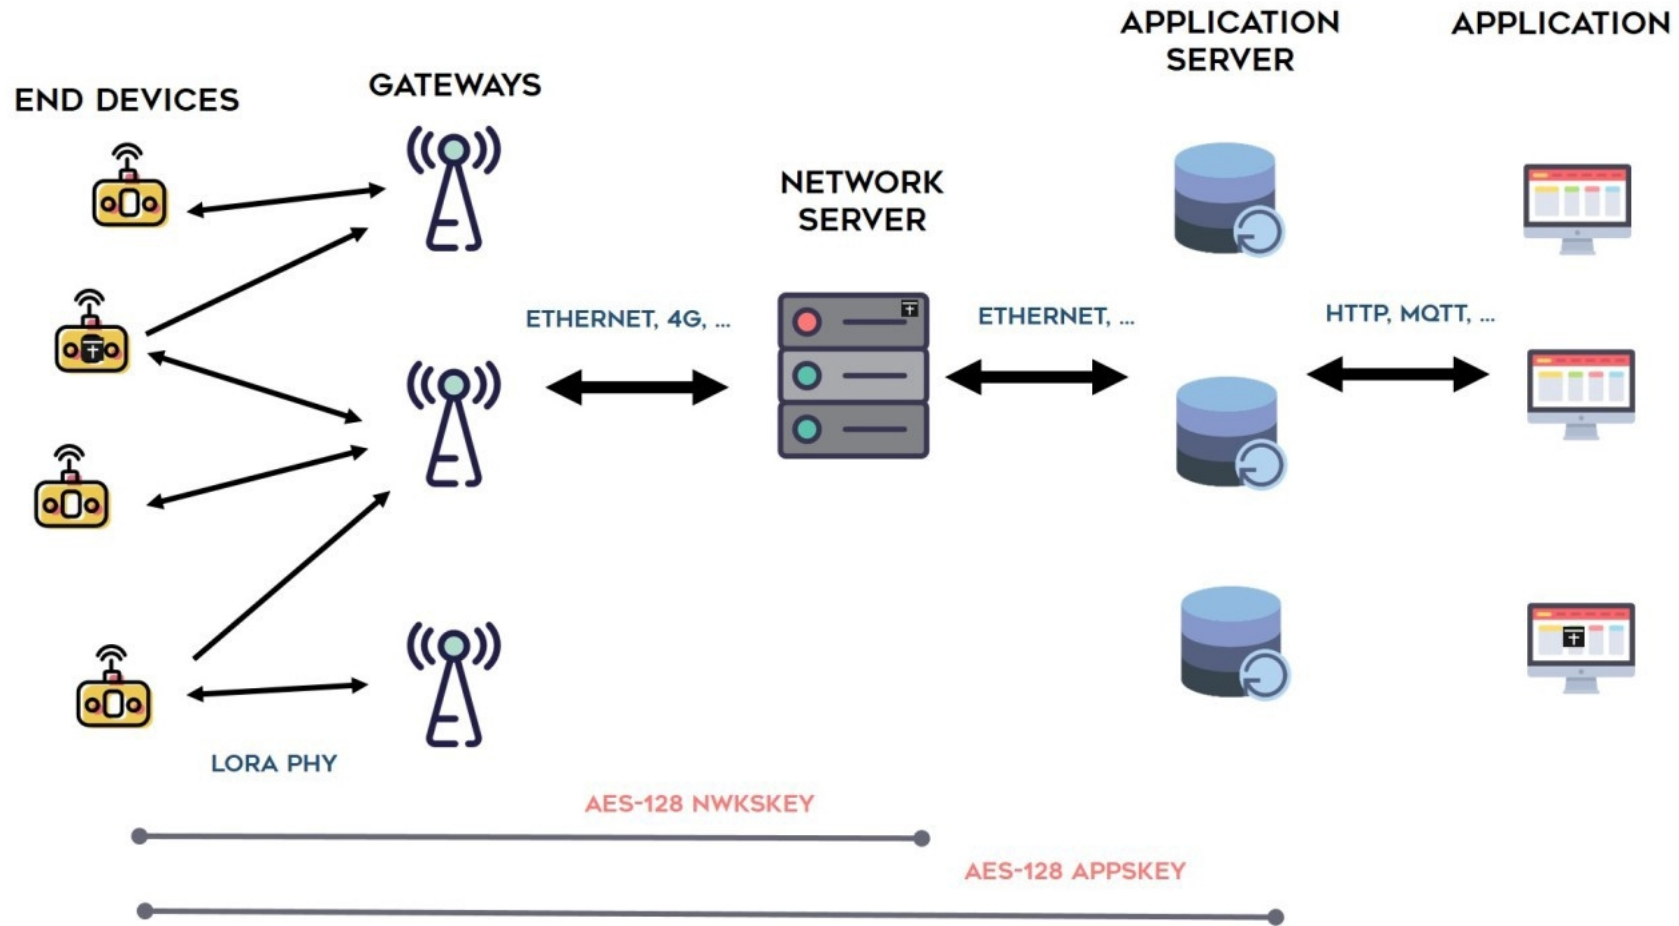 APPLICATION
SERVER
APPLICATION
END DEVICES
GATEWAYS
NETWORK
SERVER
ETHERNET, 4G, ...
ETHERNET, ...
HTTP, MQTT, ...
LORA PHY
AES-128 NWKSKEY
AES-128 APPSKEY